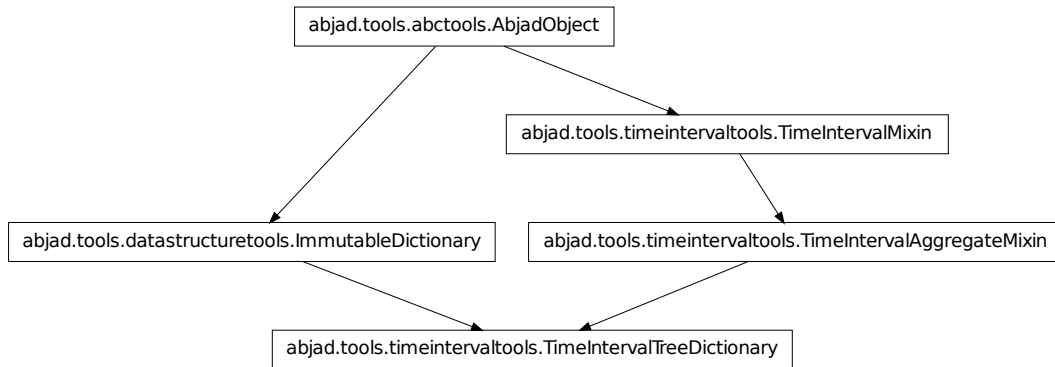 abjad.tools.abctools.AbjadObject
abjad.tools.timeintervaltools.TimeIntervalMixin
abjad.tools.datastructuretools.ImmutableDictionary
abjad.tools.timeintervaltools.TimeIntervalAggregateMixin
abjad.tools.timeintervaltools.TimeIntervalTreeDictionary